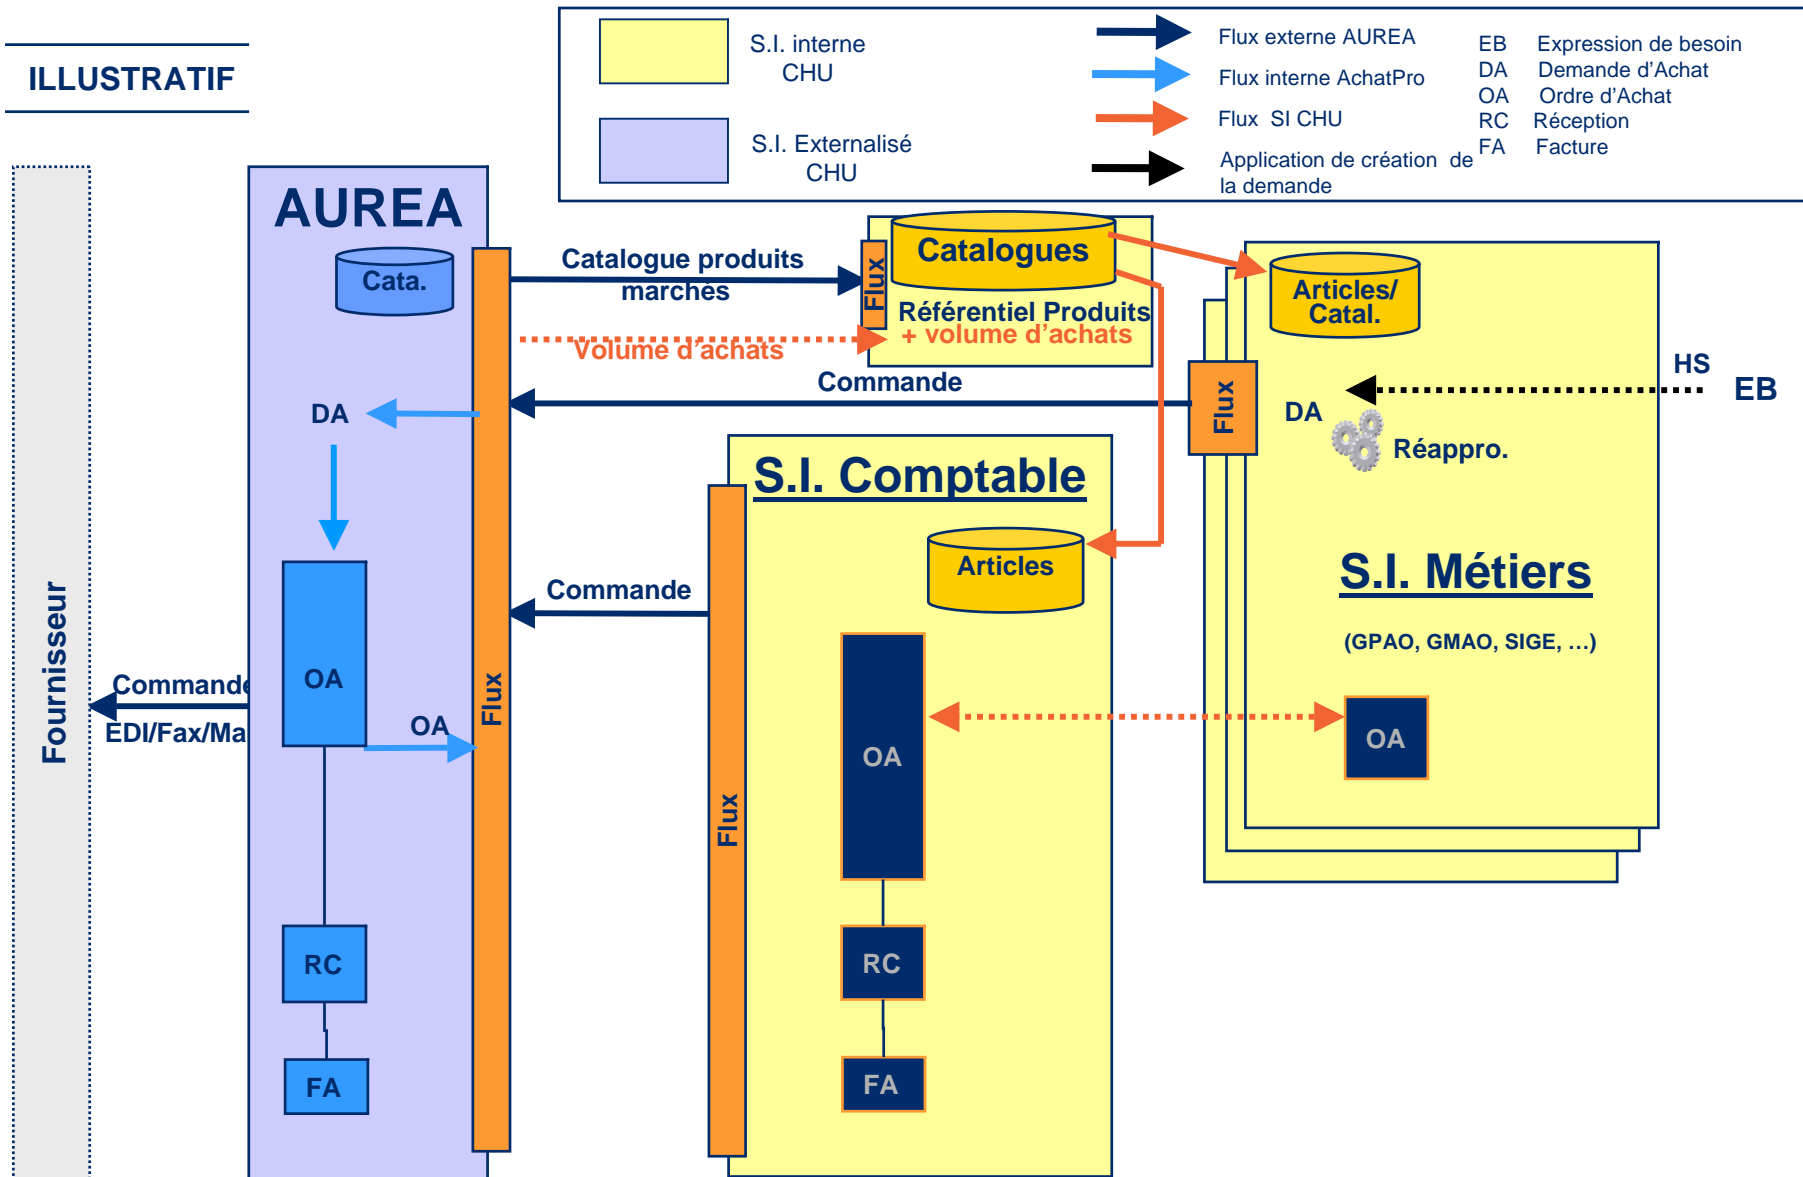 ILLUSTRATIF
S.I. interne
CHU
S.I. Externalisé
CHU
Flux externe AUREA
Flux interne AchatPro
Flux SI CHU
Application de création de
la demande
EB Expression de besoin
DA Demande d'Achat
OA Ordre d'Achat
RC Réception
FA Facture
Fournisseur
AUREA
Cata.
Flux
Catalogue produits
marchés
Volume d'achats
Flux
Catalogues
Référentiel Produits
+ volume d'achats
Articles/
Catal.
Commande
Flux
HS
EB
DA
Réappro.
DA
S.I. Comptable
Articles
S.I. Métiers
(GPAO, GMAO, SIGE, …)
Commande
Flux
OA
Commande
EDI/Fax/Ma
OA
OA
OA
RC
RC
FA
FA